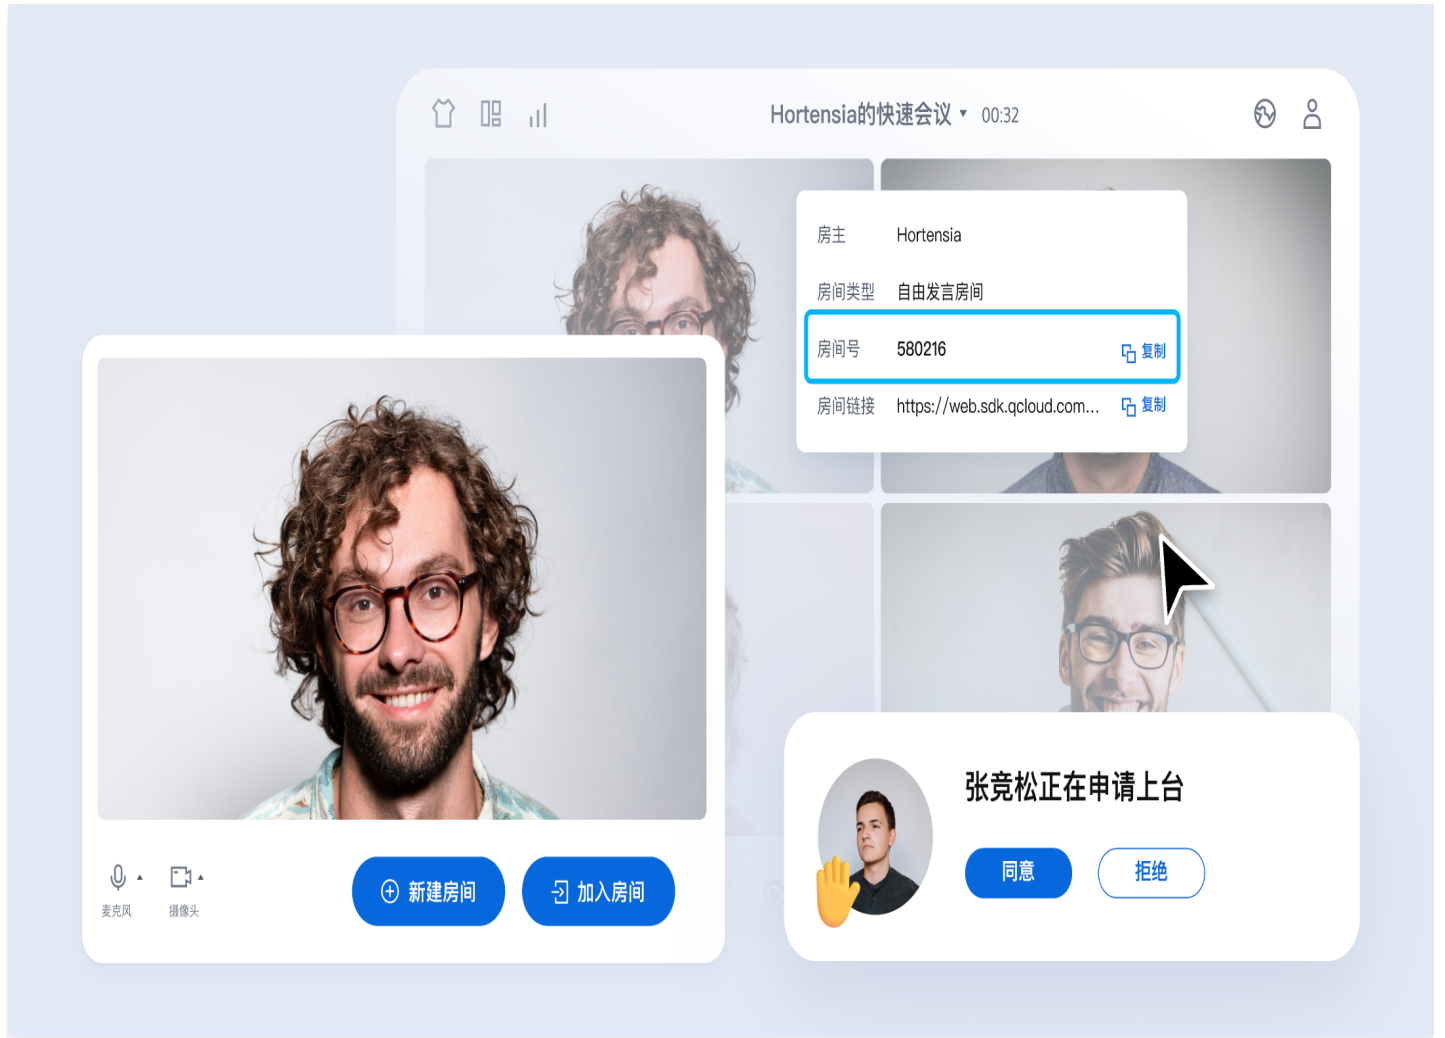 Hortensia的快速会议 00:32
房主 Hortensia
房间类型 自由发言房间
房间号 580216 复制
房间链接 https://web.sdk.qcloud.com... 复制
麦克风 摄像头
新建房间 加入房间
张竞松正在申请上台
同意 拒绝